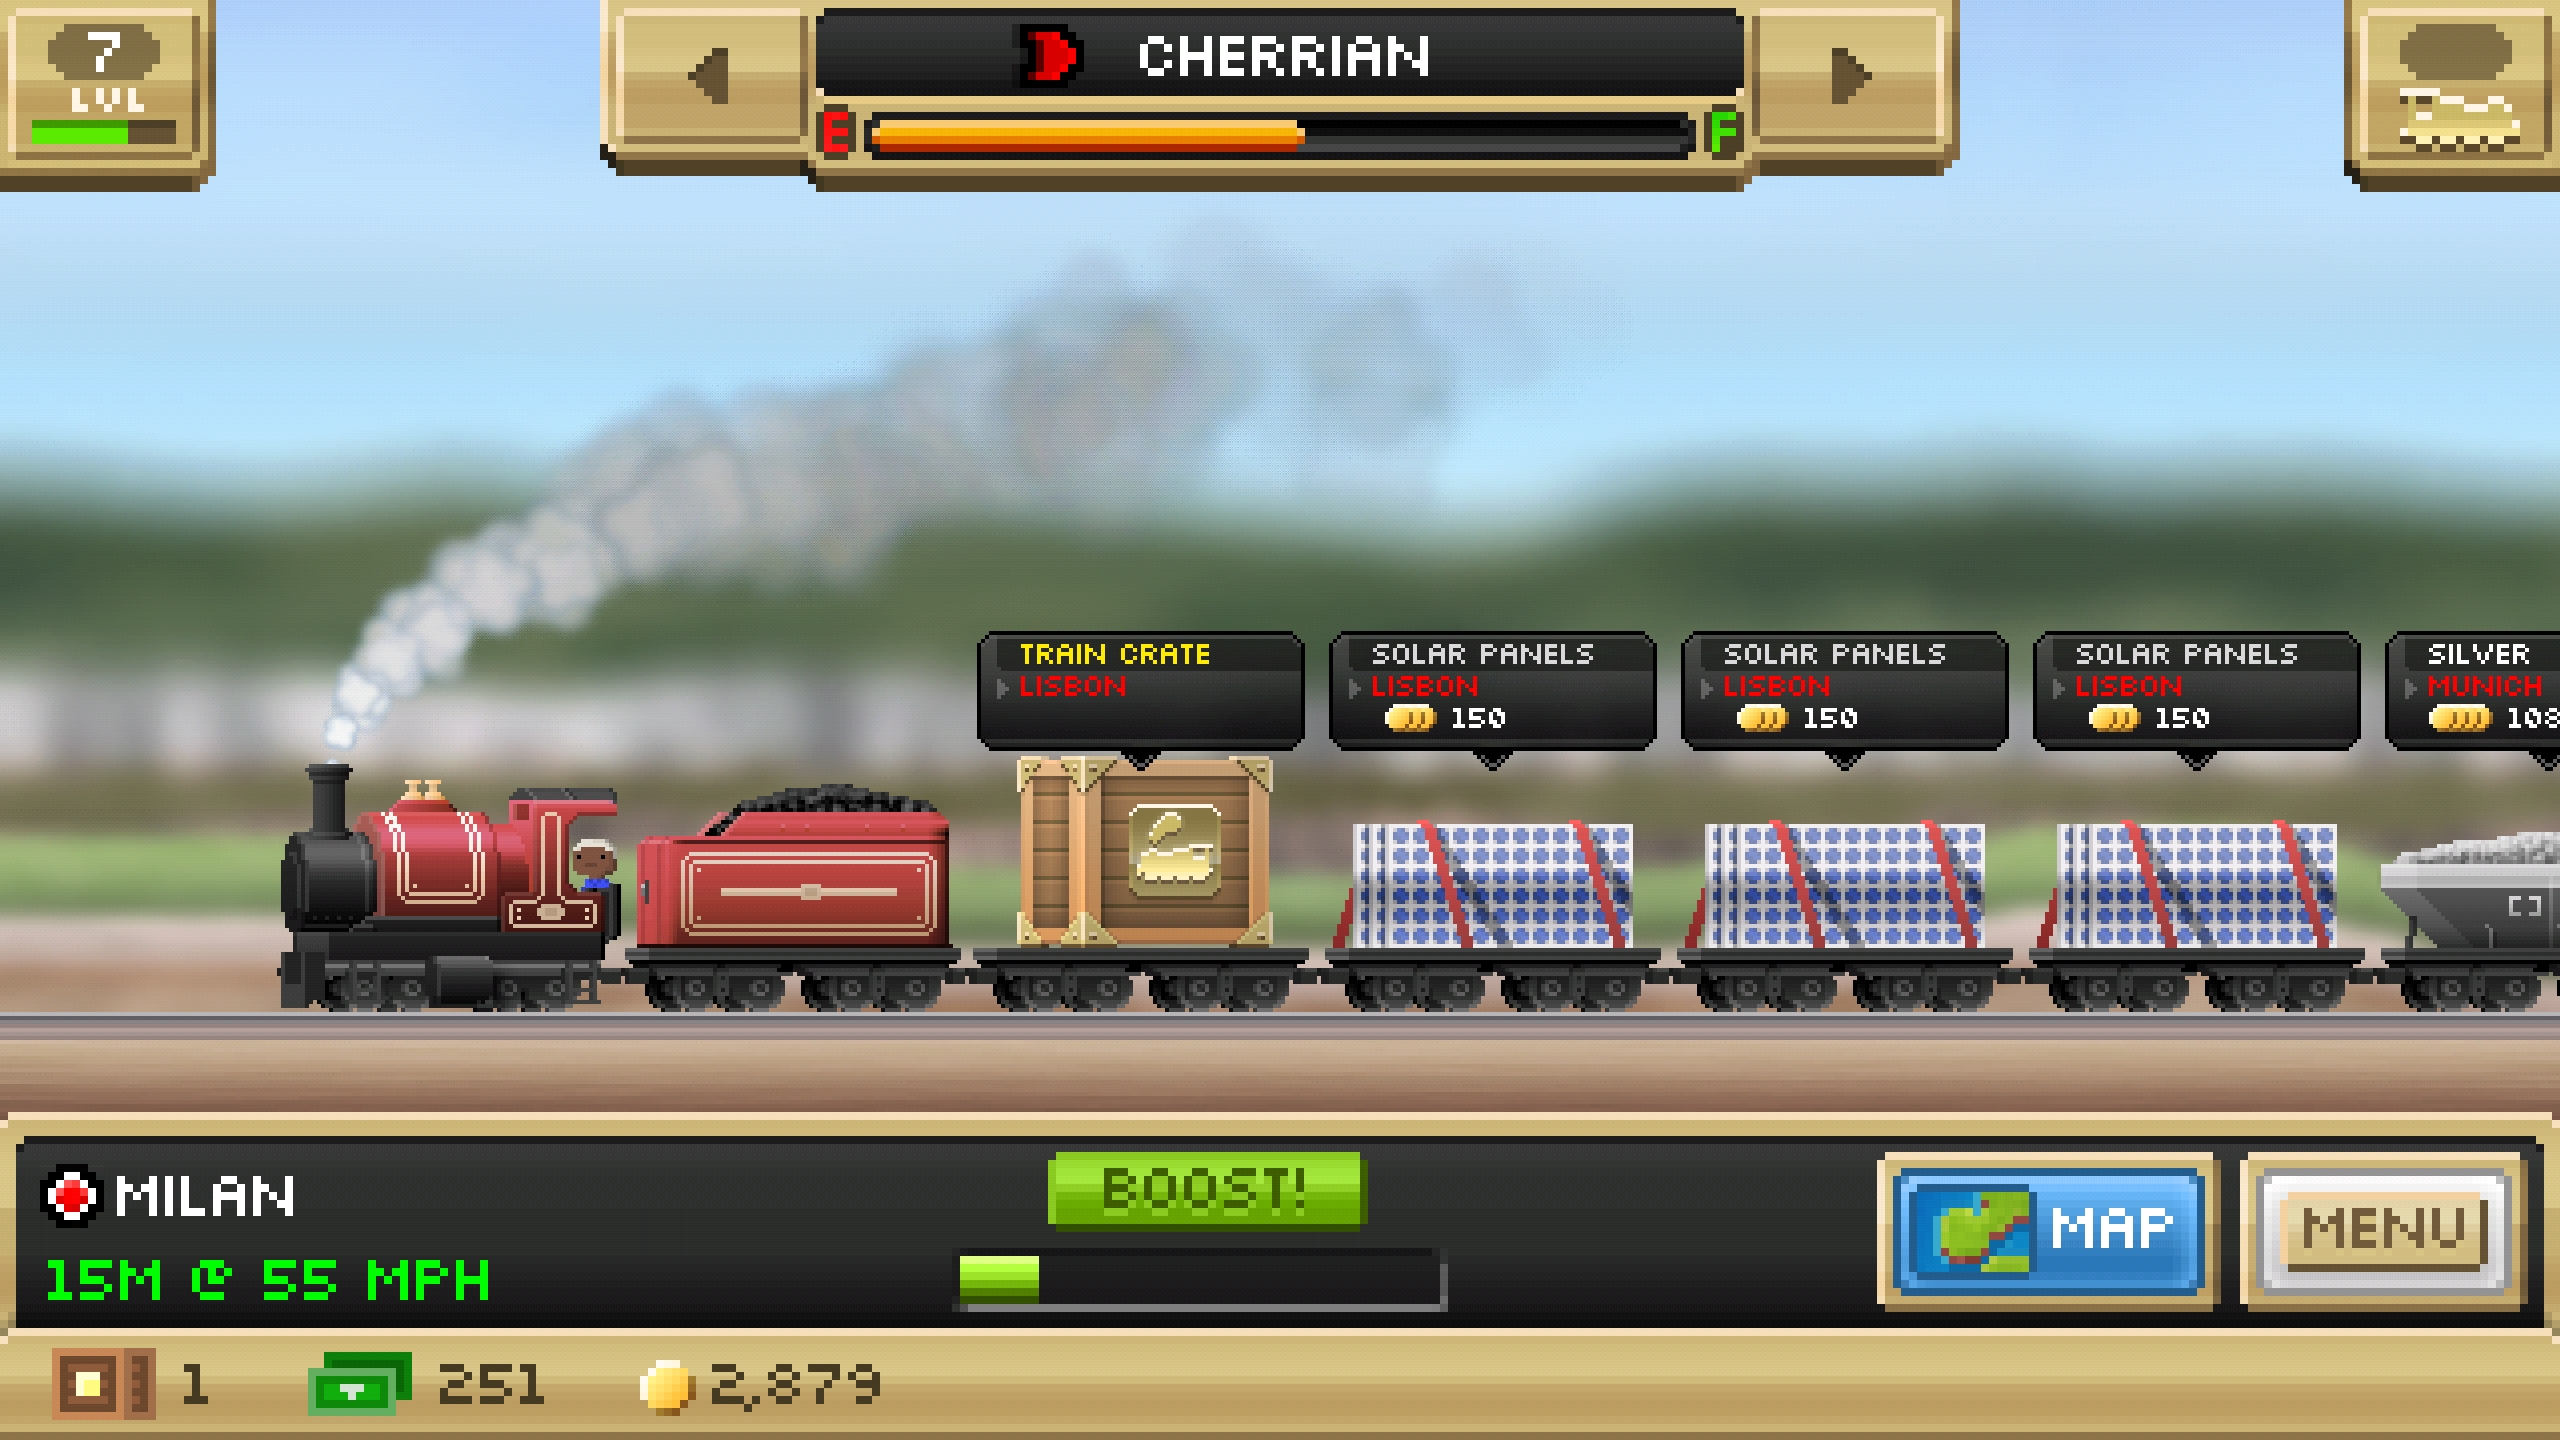 7
LVL
CHERRIAN
E F
TRAIN CRATE
LISBON
SOLAR PANELS
LISBON
150
SOLAR PANELS
LISBON
150
SOLAR PANELS
LISBON
150
SILVER
MUNICH
108
MILAN
15M @ 55 MPH
BOOST!
MAP
MENU
1 251 2,879